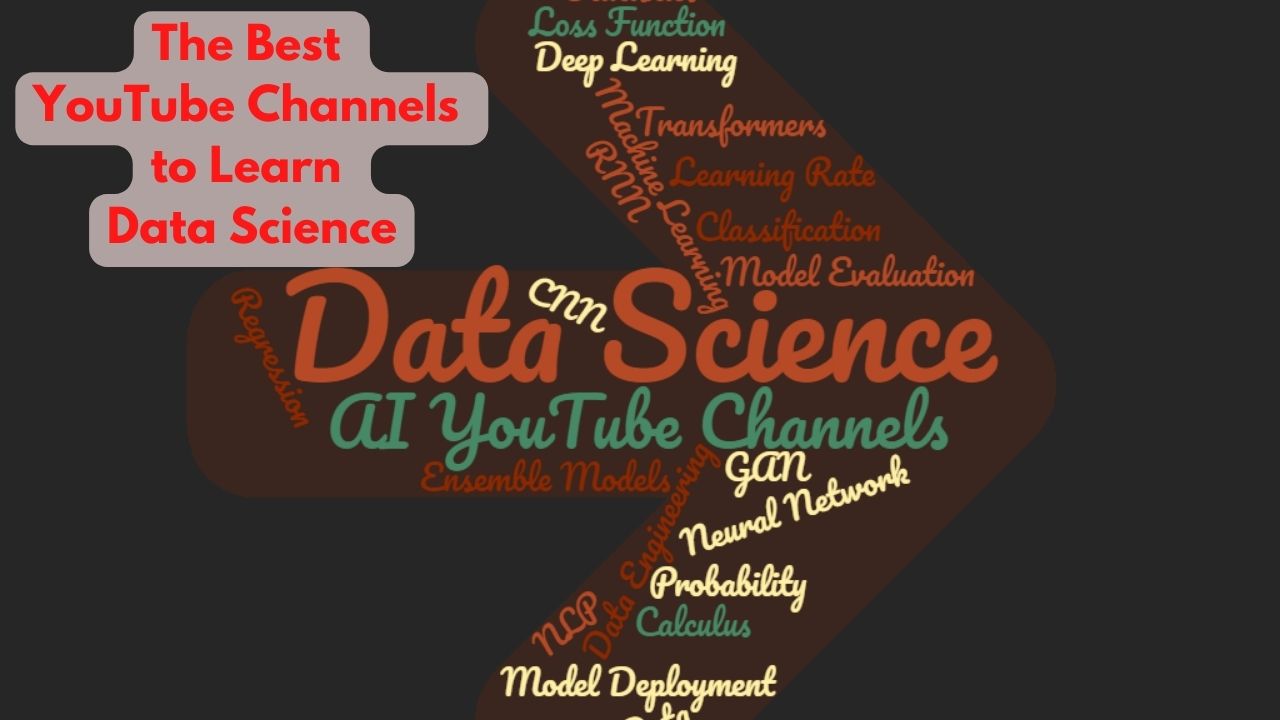 The Best
YouTube Channels
to Learn
Data Science
Loss Function
Deep Learning
Machine Learning
Transformers
RNN
Learning Rate
Classification
Model Evaluation
Regression
Data Science
CNN
AI YouTube Channels
Ensemble Models
GAN
Data Engineering
Neural Network
Probability
NLP
Calculus
Model Deployment